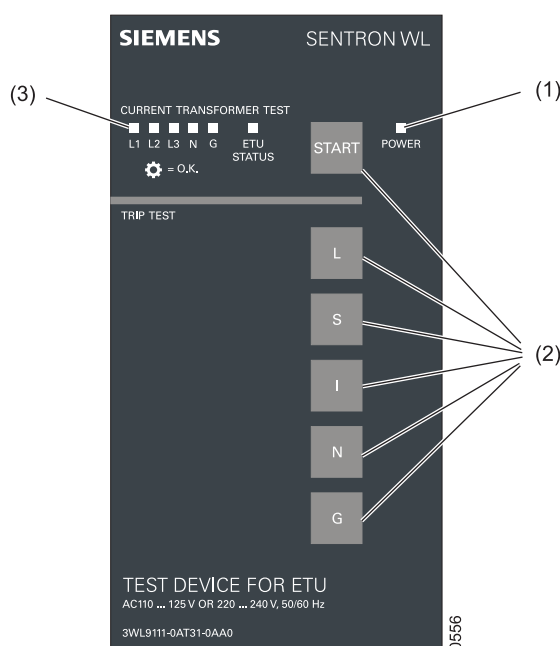 SIEMENS SENTRON WL
(3) (1)
CURRENT TRANSFORMER TEST
L1 L2 L3 N G ETU STATUS START POWER
= O.K.
TRIP TEST
L
S
I
(2)
N
G
TEST DEVICE FOR ETU
AC110 ... 125 V OR 220 ... 240 V, 50/60 Hz
3WL9111-0AT31-0AA0